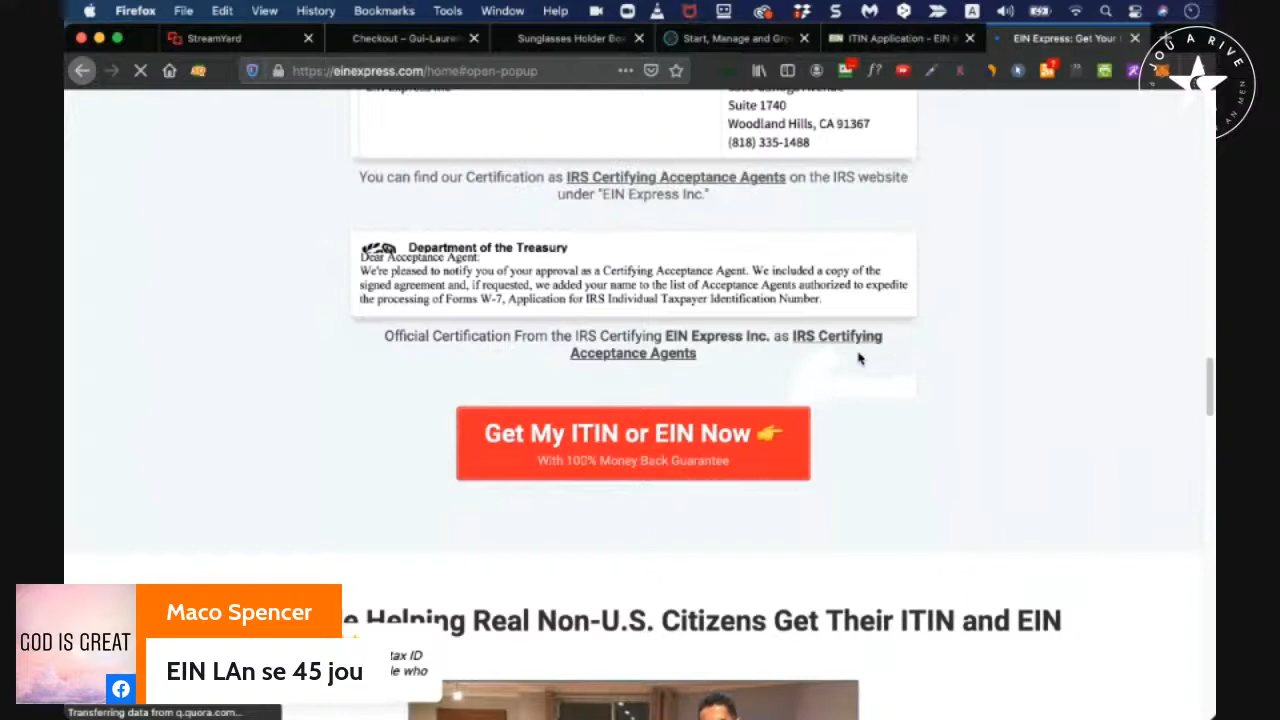 Firefox File Edit View History Bookmarks Tools Window Help
StreamYard
Checkout – Gui-Laure
Sunglasses Holder Bo
Start, Manage and Gro
ITIN Application - EIN
EIN Express: Get Your
https://einexpress.com/home#open-popup
JOU A RIVE
Suite 1740
Woodland Hills, CA 91367
(818) 335-1488
You can find our Certification as IRS Certifying Acceptance Agents on the IRS website
under "EIN Express Inc."
Department of the Treasury
Dear Acceptance Agent:
We're pleased to notify you of your approval as a Certifying Acceptance Agent. We included a copy of the
signed agreement and, if requested, we added your name to the list of Acceptance Agents authorized to expedite
the processing of Forms W-7, Application for IRS Individual Taxpayer Identification Number.
Official Certification From the IRS Certifying EIN Express Inc. as IRS Certifying
Acceptance Agents
Get My ITIN or EIN Now
With 100% Money Back Guarantee
e Helping Real Non-U.S. Citizens Get Their ITIN and EIN
tax ID
le who
GOD IS GREAT
Maco Spencer
EIN LAn se 45 jou
Transferring data from q.quora.com...